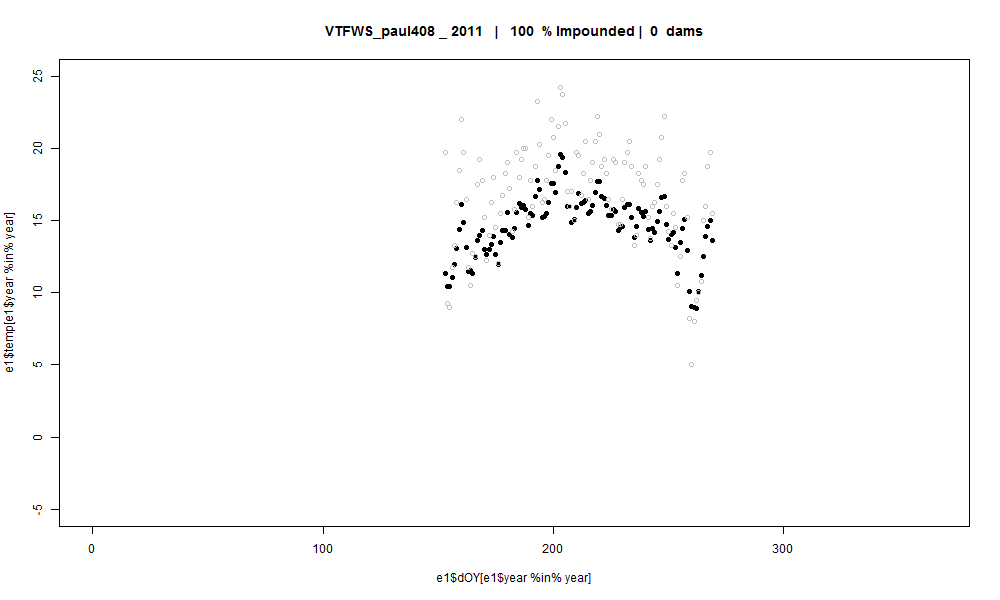 VTFWS_paul408 _ 2011 | 100 % Impounded | 0 dams
25
20
15
10
5
0
-5
e1$temp[e1$year %in% year]
0 100 200 300
e1$dOY[e1$year %in% year]